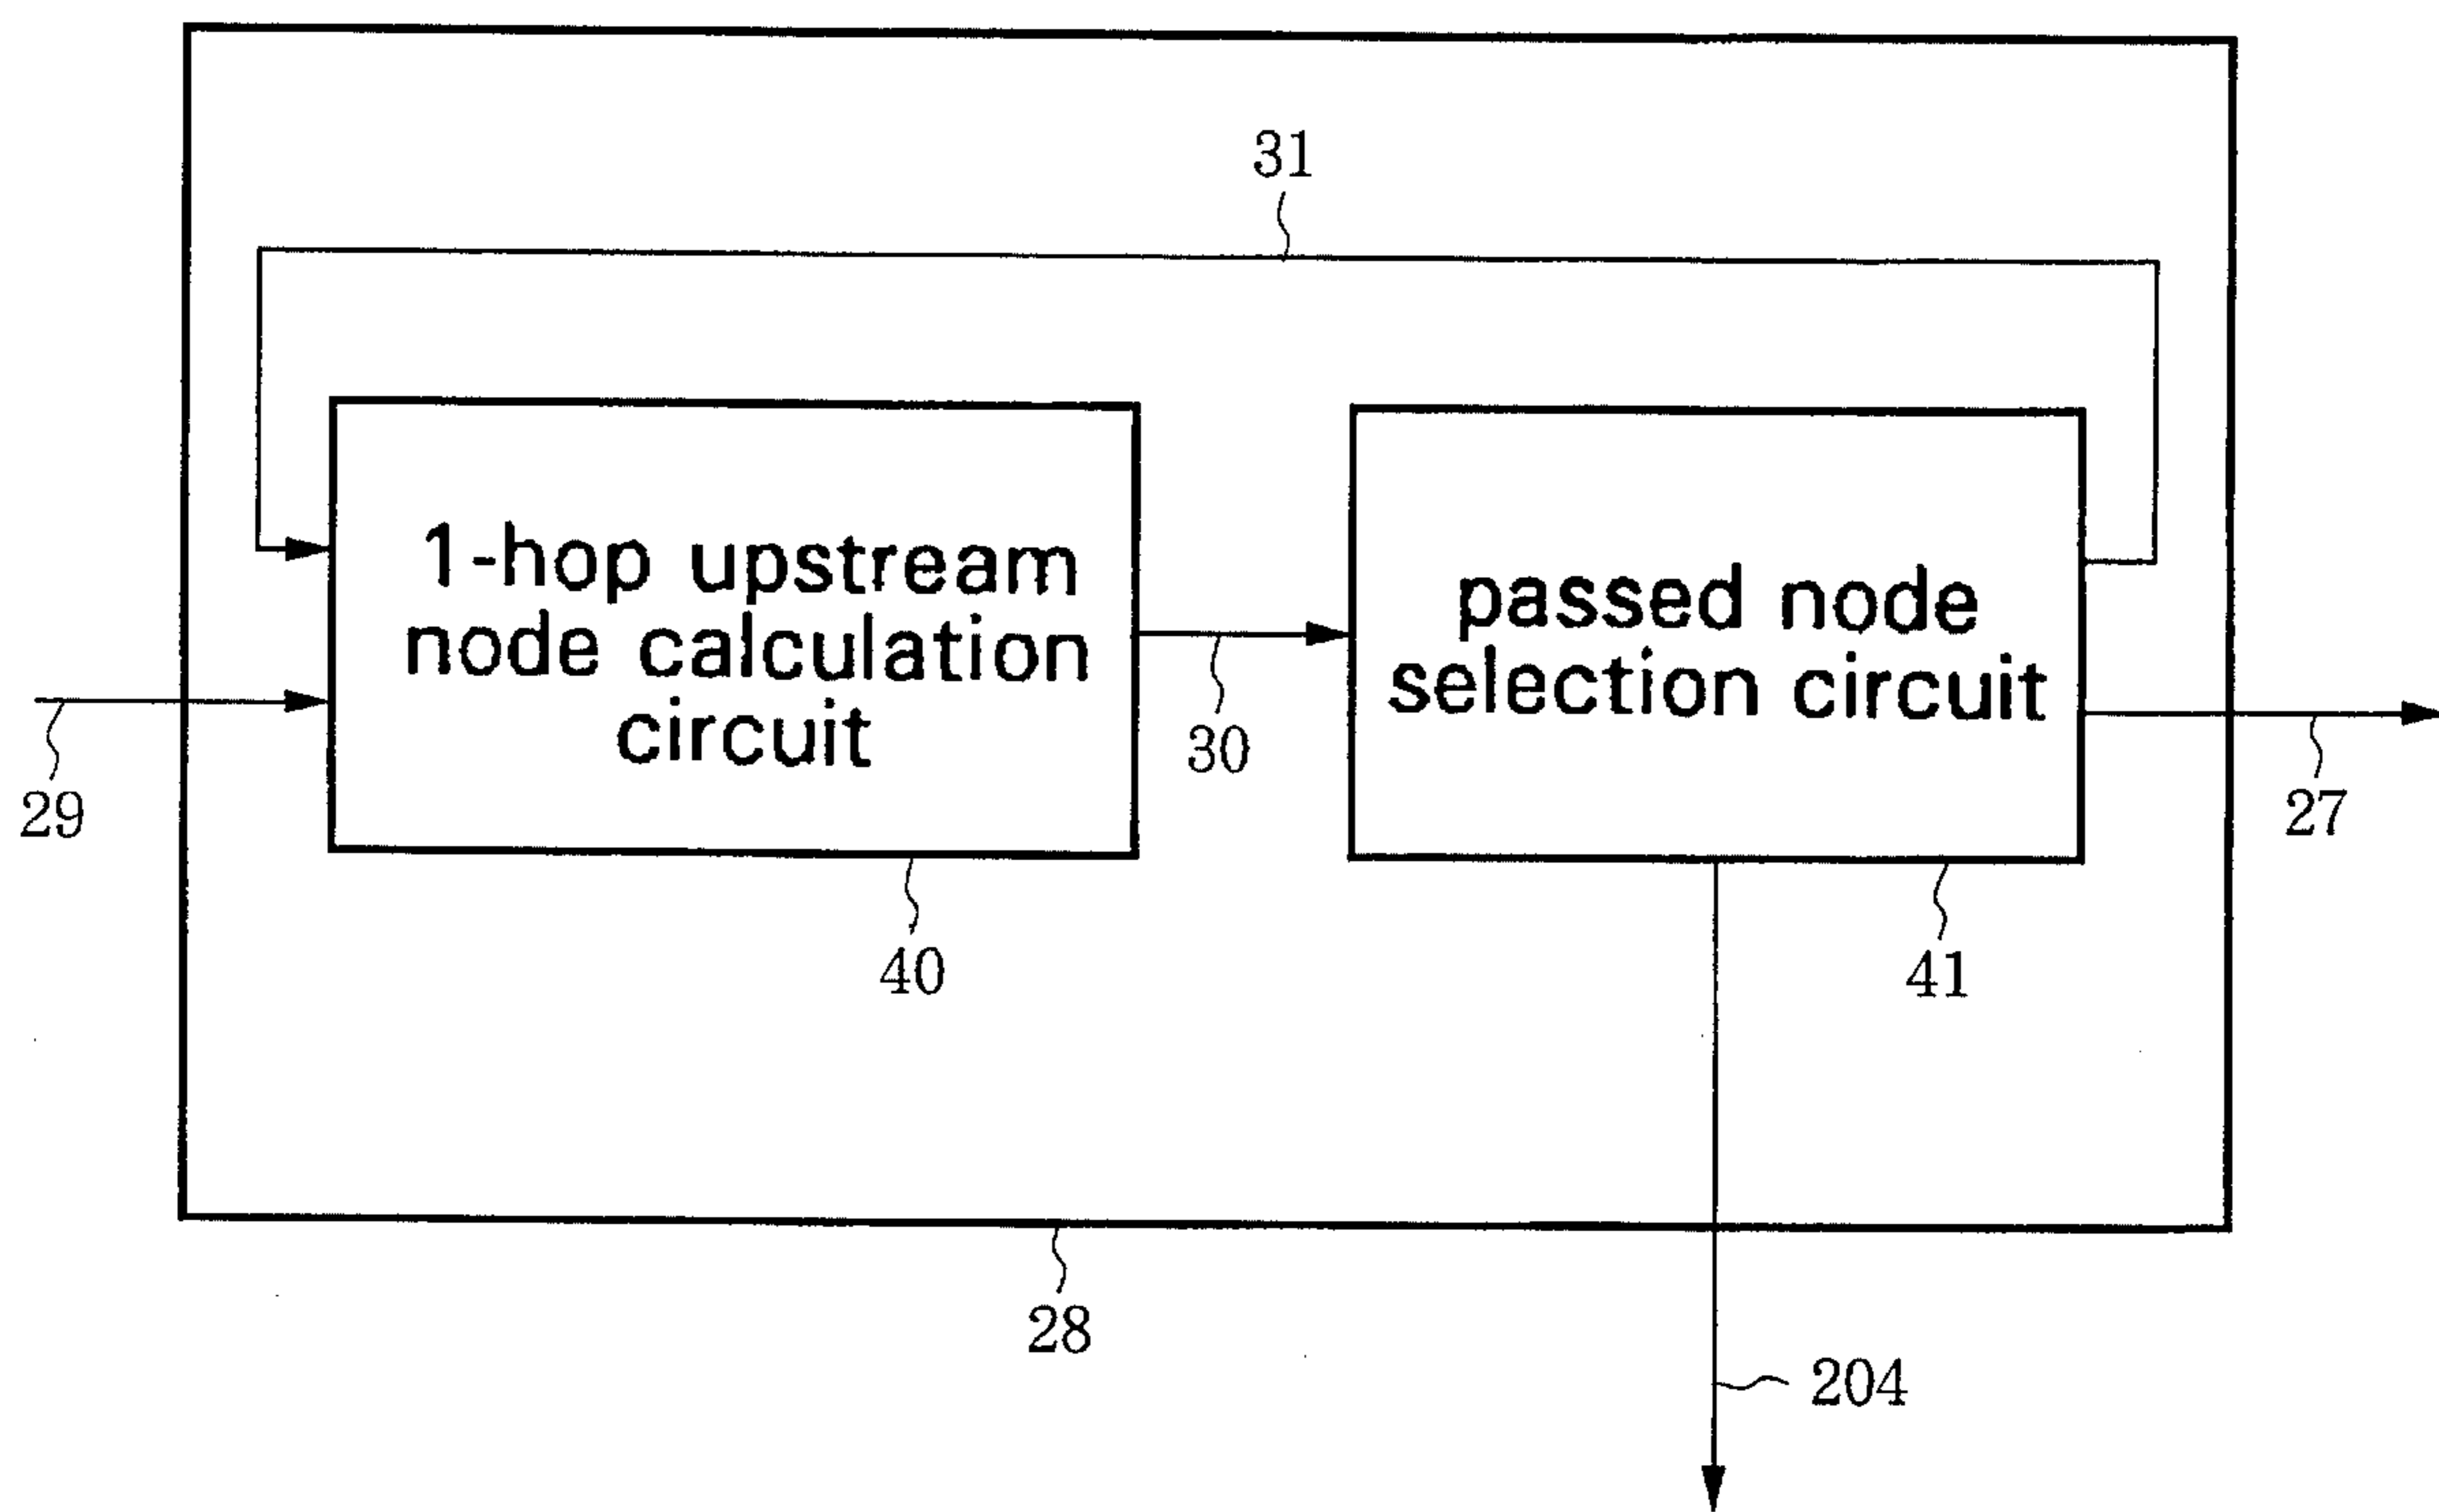 31
1-hop upstream
node calculation
circuit
passed node
selection circuit
29
30
27
40
41
28
204